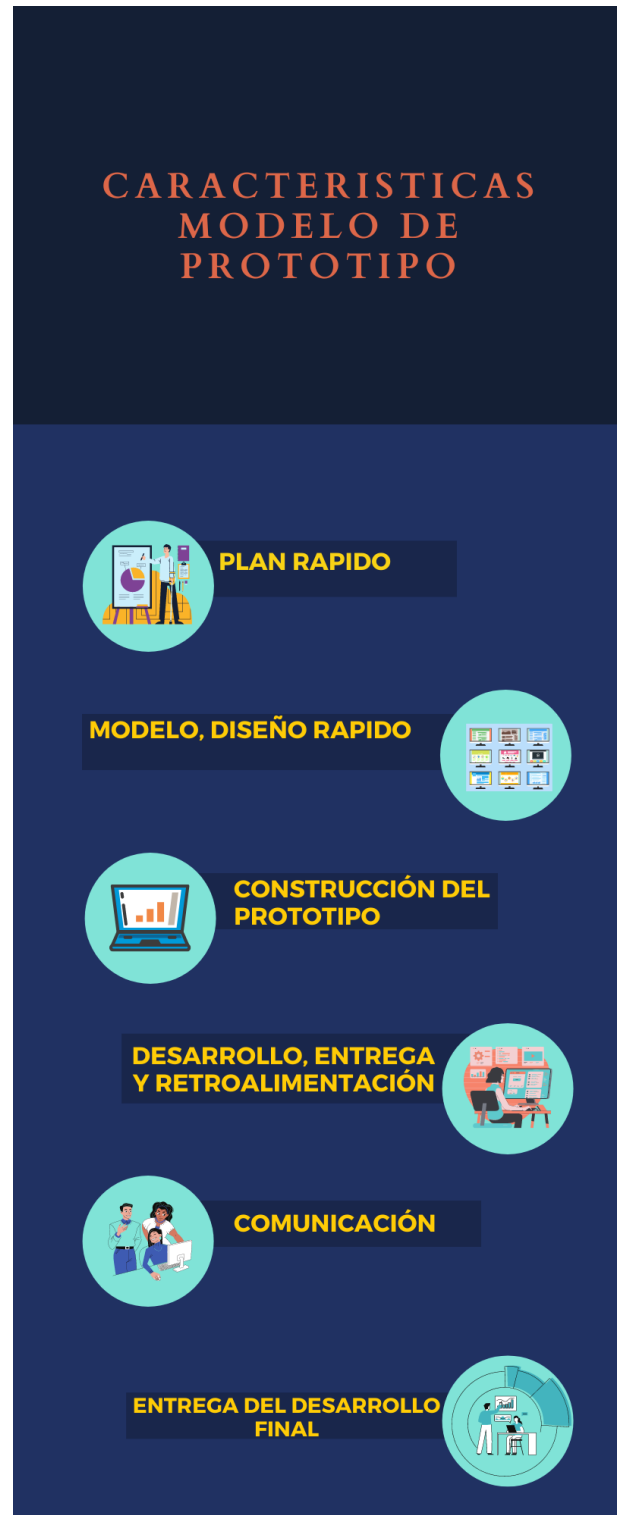 CARACTERISTICAS
MODELO DE
PROTOTIPO
PLAN RAPIDO
MODELO, DISEÑO RAPIDO
CONSTRUCCIÓN DEL
PROTOTIPO
DESARROLLO, ENTREGA
Y RETROALIMENTACIÓN
COMUNICACIÓN
ENTREGA DEL DESARROLLO
FINAL